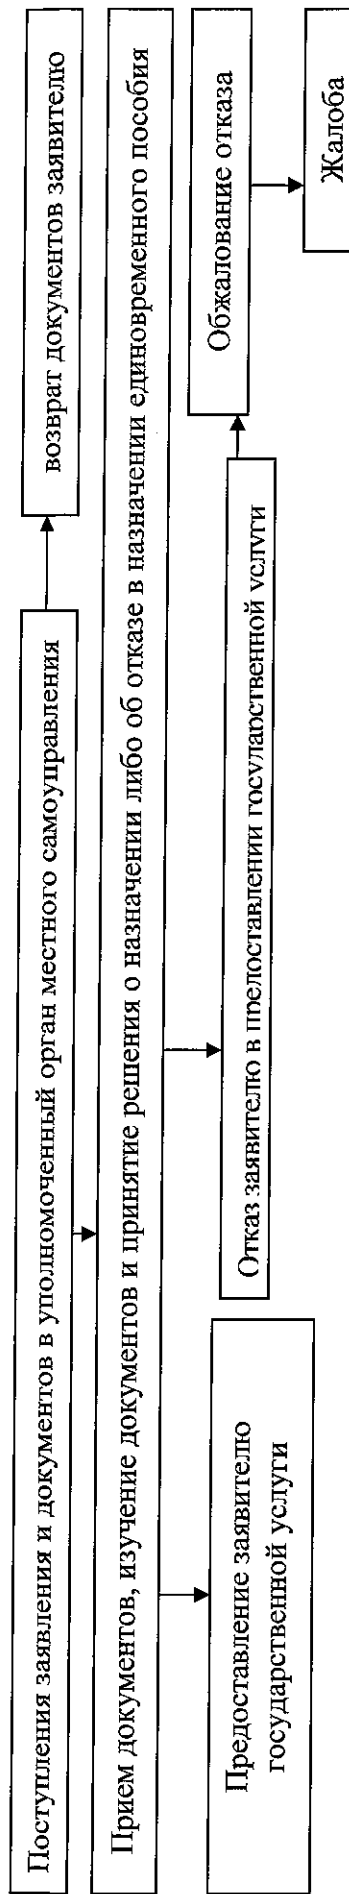 Поступления заявления и документов в уполномоченный орган местного самоуправления
возврат документов заявителю
Прием документов, изучение документов и принятие решения о назначении либо об отказе в назначении единовременного пособия
Предоставление заявителю
государственной услуги
Отказ заявителю в предоставлении государственной услуги
Обжалование отказа
Жалоба